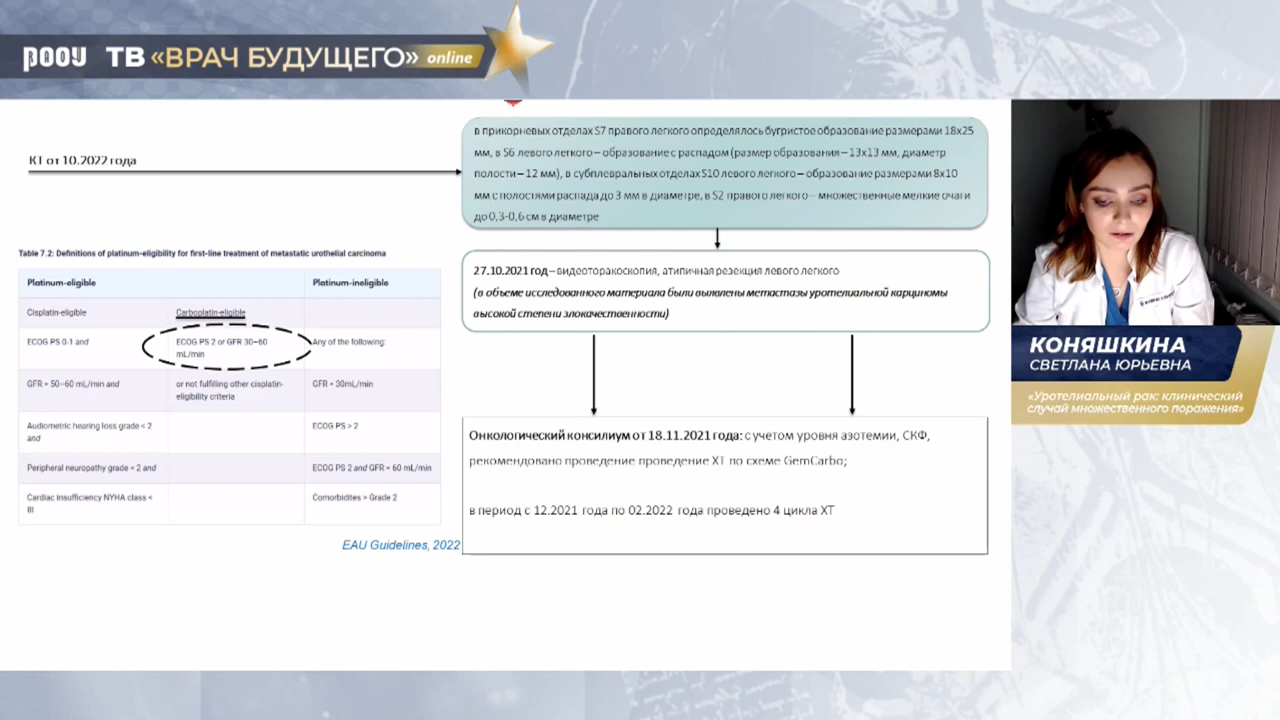 РООУ ТВ «ВРАЧ БУДУЩЕГО» online
КТ от 10.2022 года
в прикорневых отделах S7 правого легкого определялось бугристое образование размерами 18х25
мм, в S6 левого легкого – образование с распадом (размер образования – 13х13 мм, диаметр
полости – 12 мм), в субплевральных отделах S10 левого легкого – образование размерами 8х10
мм с полостями распада до 3 мм в диаметре, в S2 правого легкого – множественные мелкие очаги
до 0,3-0,6 см в диаметре
27.10.2021 год – видеоторакоскопия, атипичная резекция левого легкого
(в объеме исследованного материала были выявлены метастазы уротелиальной карциномы
высокой степени злокачественности)
Онкологический консилиум от 18.11.2021 года: с учетом уровня азотемии, СКФ,
рекомендовано проведение проведение ХТ по схеме GemCarbo;
в период с 12.2021 года по 02.2022 года проведено 4 цикла ХТ
Table 7.2: Definitions of platinum-eligibility for first-line treatment of metastatic urothelial carcinoma
Platinum-eligible Platinum-ineligible
Cisplatin-eligible Carboplatin-eligible
ECOG PS 0-1 and ECOG PS 2 or GFR 30–60 Any of the following:
mL/min
GFR > 50–60 mL/min and or not fulfilling other cisplatin- GFR < 30mL/min
eligibility criteria
Audiometric hearing loss grade < 2 ECOG PS > 2
and
Peripheral neuropathy grade < 2 and ECOG PS 2 and GFR < 60 mL/min
Cardiac insufficiency NYHA class < Comorbidites > Grade 2
III
EAU Guidelines, 2022
КОНЯШКИНА
СВЕТЛАНА ЮРЬЕВНА
«Уротелиальный рак: клинический
случай множественного поражения»